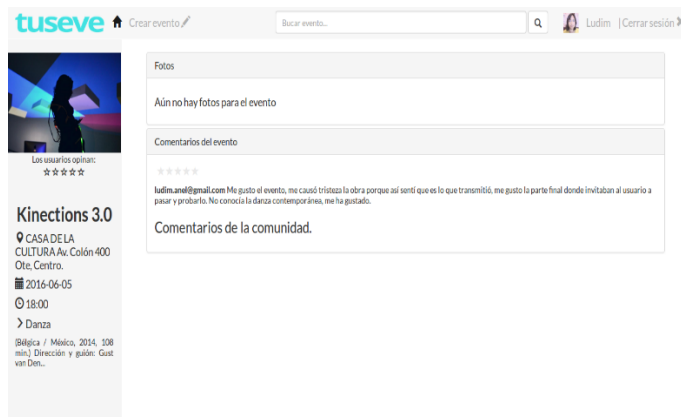 tuseve Crear evento Bucar evento... Ludim | Cerrar sesión
Los usuarios opinan:
Kinections 3.0
CASA DE LA
CULTURA Av. Colón 400
Ote, Centro.
2016-06-05
18:00
Danza
(Bélgica / México, 2014, 108
min.) Dirección y guión: Gust
van Den...
Fotos
Aún no hay fotos para el evento
Comentarios del evento
ludim.anel@gmail.com Me gusto el evento, me causó tristeza la obra porque así sentí que es lo que transmitió, me gusto la parte final donde invitaban al usuario a
pasar y probarlo. No conocía la danza contemporánea, me ha gustado.
Comentarios de la comunidad.